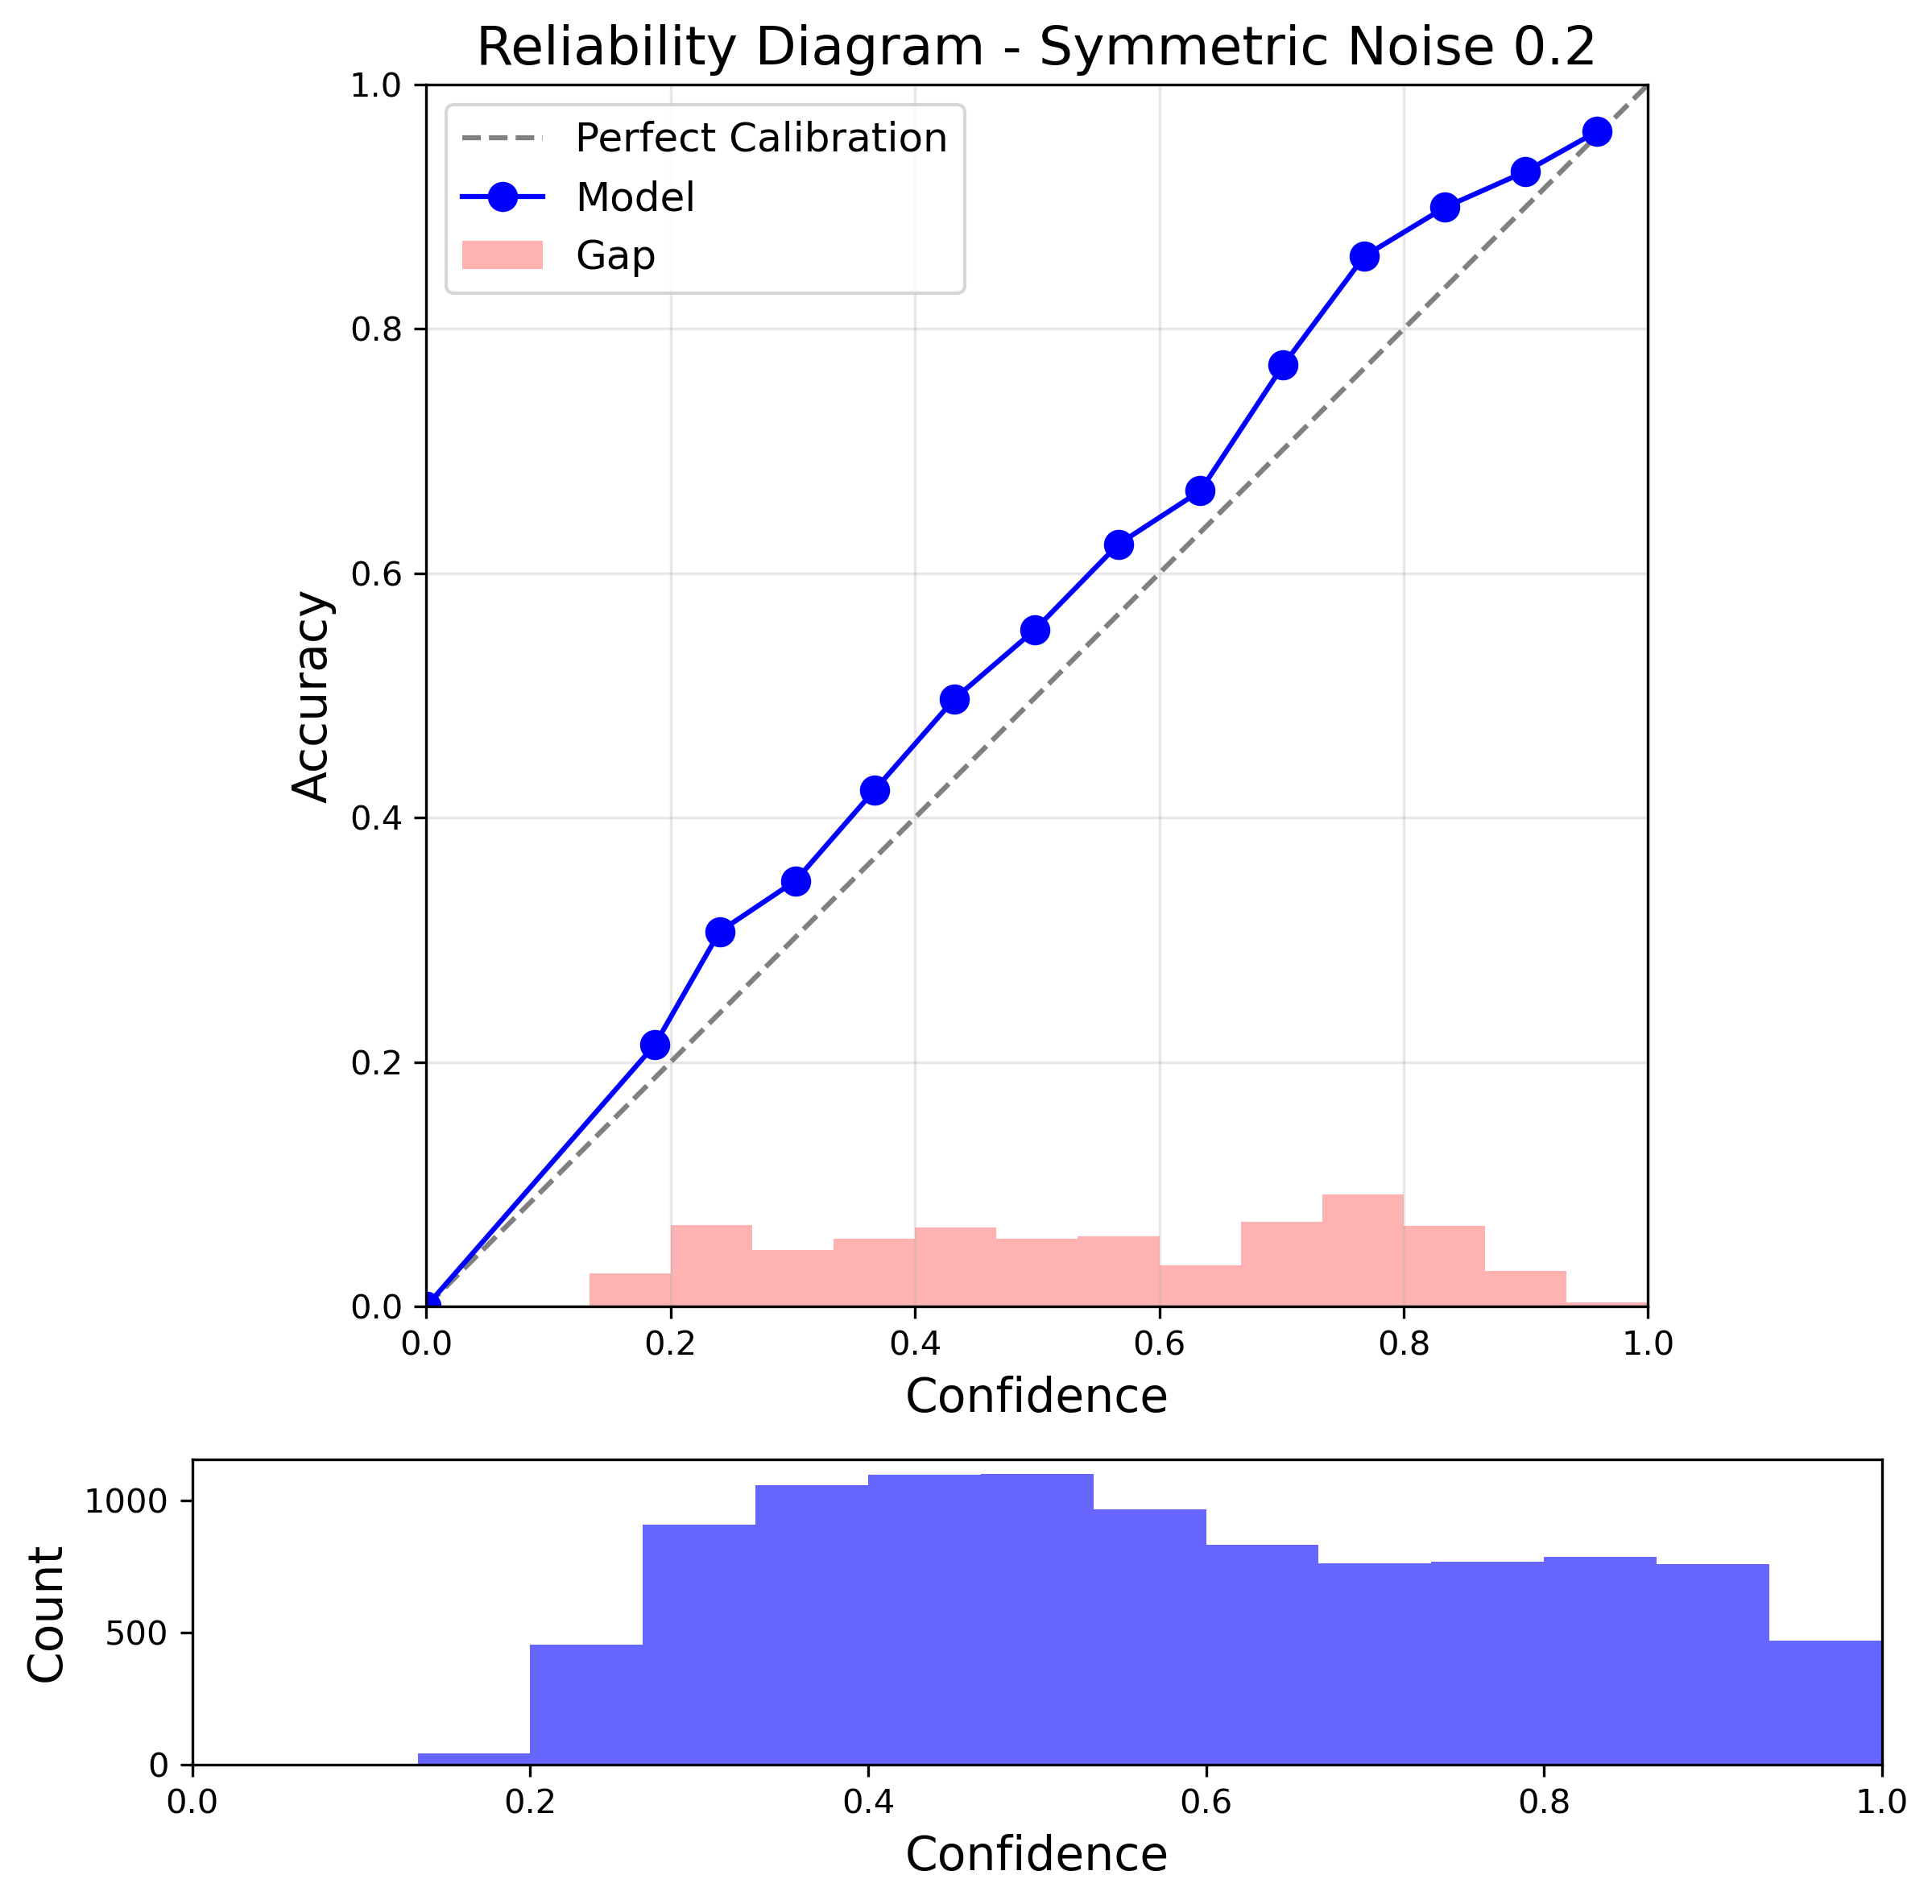 Reliability Diagram - Symmetric Noise 0.2
Perfect Calibration
Model
Gap
1.0
0.8
0.6
0.4
0.2
0.0
Accuracy
0.0 0.2 0.4 0.6 0.8 1.0
Confidence
1000
500
0
Count
0.0 0.2 0.4 0.6 0.8 1.0
Confidence